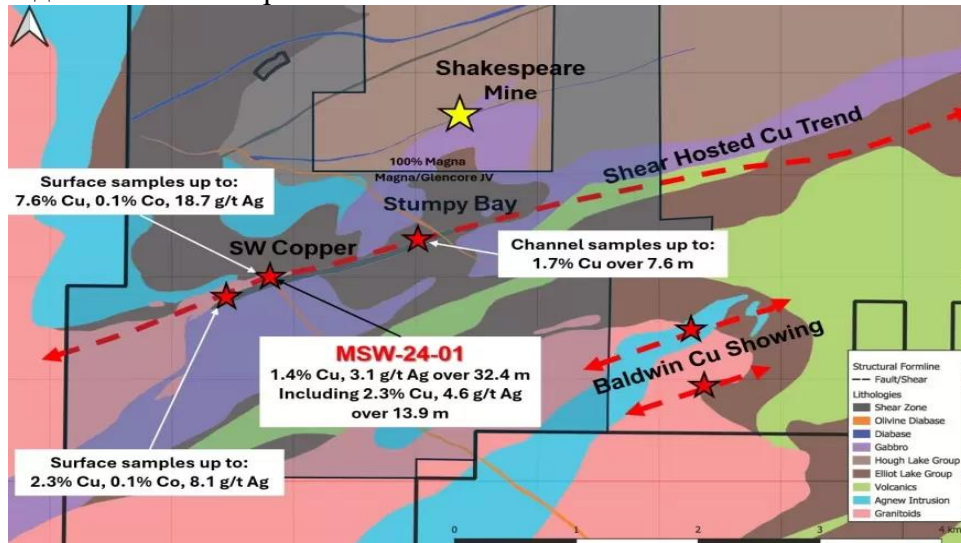 Shakespeare
Mine
Shear Hosted Cu Trend
100% Magna
Magna/Glencore JV
Surface samples up to:
7.6% Cu, 0.1% Co, 18.7 g/t Ag
Stumpy Bay
SW Copper
Channel samples up to:
1.7% Cu over 7.6 m
MSW-24-01
1.4% Cu, 3.1 g/t Ag over 32.4 m
Including 2.3% Cu, 4.6 g/t Ag
over 13.9 m
Baldwin Cu Showing
Surface samples up to:
2.3% Cu, 0.1% Co, 8.1 g/t Ag
Structural Formline
Fault/Shear
Lithologies
Shear Zone
Olivine Diabase
Diabase
Gabbro
Hough Lake Group
Elliot Lake Group
Volcanics
Agnew Intrusion
Granitoids
0 1 2 3 4 km